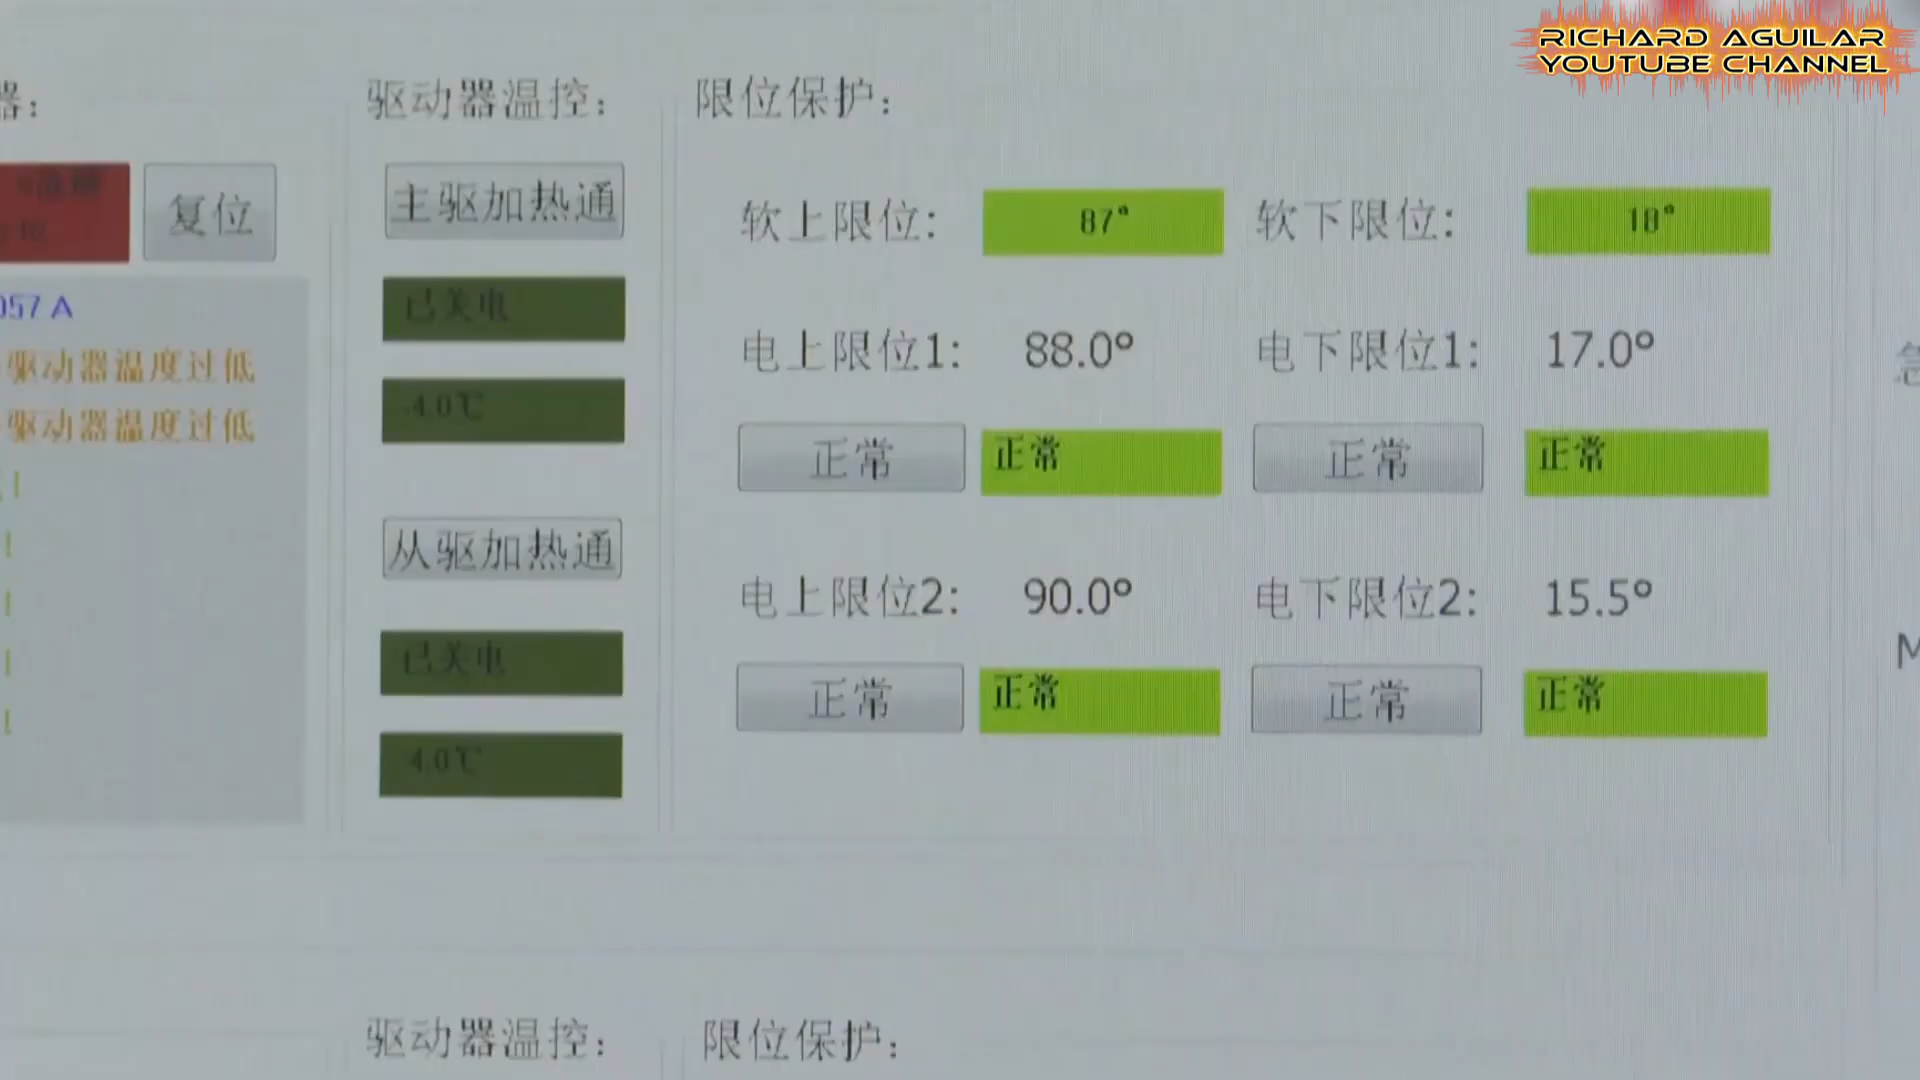 RICHARD AGUILAR
YOUTUBE CHANNEL
器:
驱动器温控:
限位保护:
复位
主驱加热通
软上限位:
87°
软下限位:
18°
057 A
已关电
电上限位1:
88.0°
电下限位1:
17.0°
驱动器温度过低
-4.0℃
驱动器温度过低
正常
正常
正常
正常
从驱加热通
电上限位2:
90.0°
电下限位2:
15.5°
已关电
正常
正常
正常
正常
-4.0℃
驱动器温控:
限位保护: